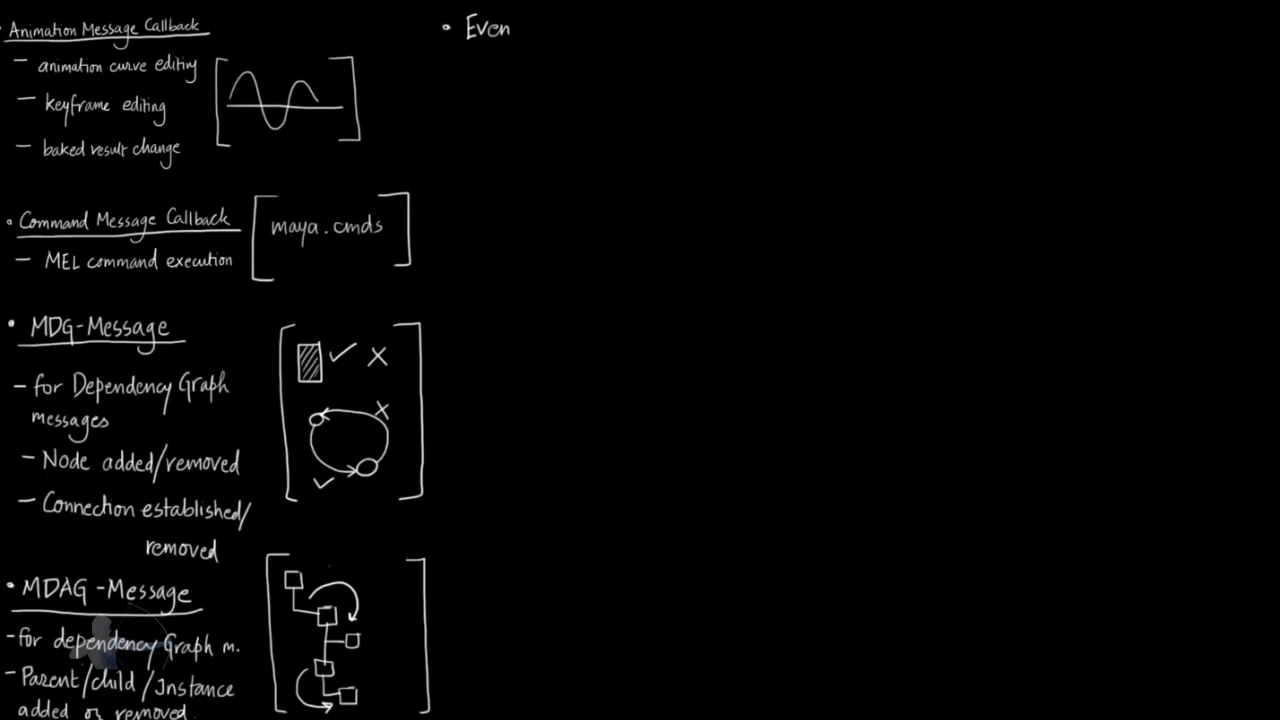 • Animation Message Callback
- animation curve editing
- keyframe editing
- baked result change
• Command Message Callback
maya.cmds
- MEL command execution
• MDG-Message
- for Dependency Graph
messages
- Node added/removed
- Connection established/
removed
• MDAG-Message
- for dependency Graph m.
- Parent/child/Instance
added or removed
• Even